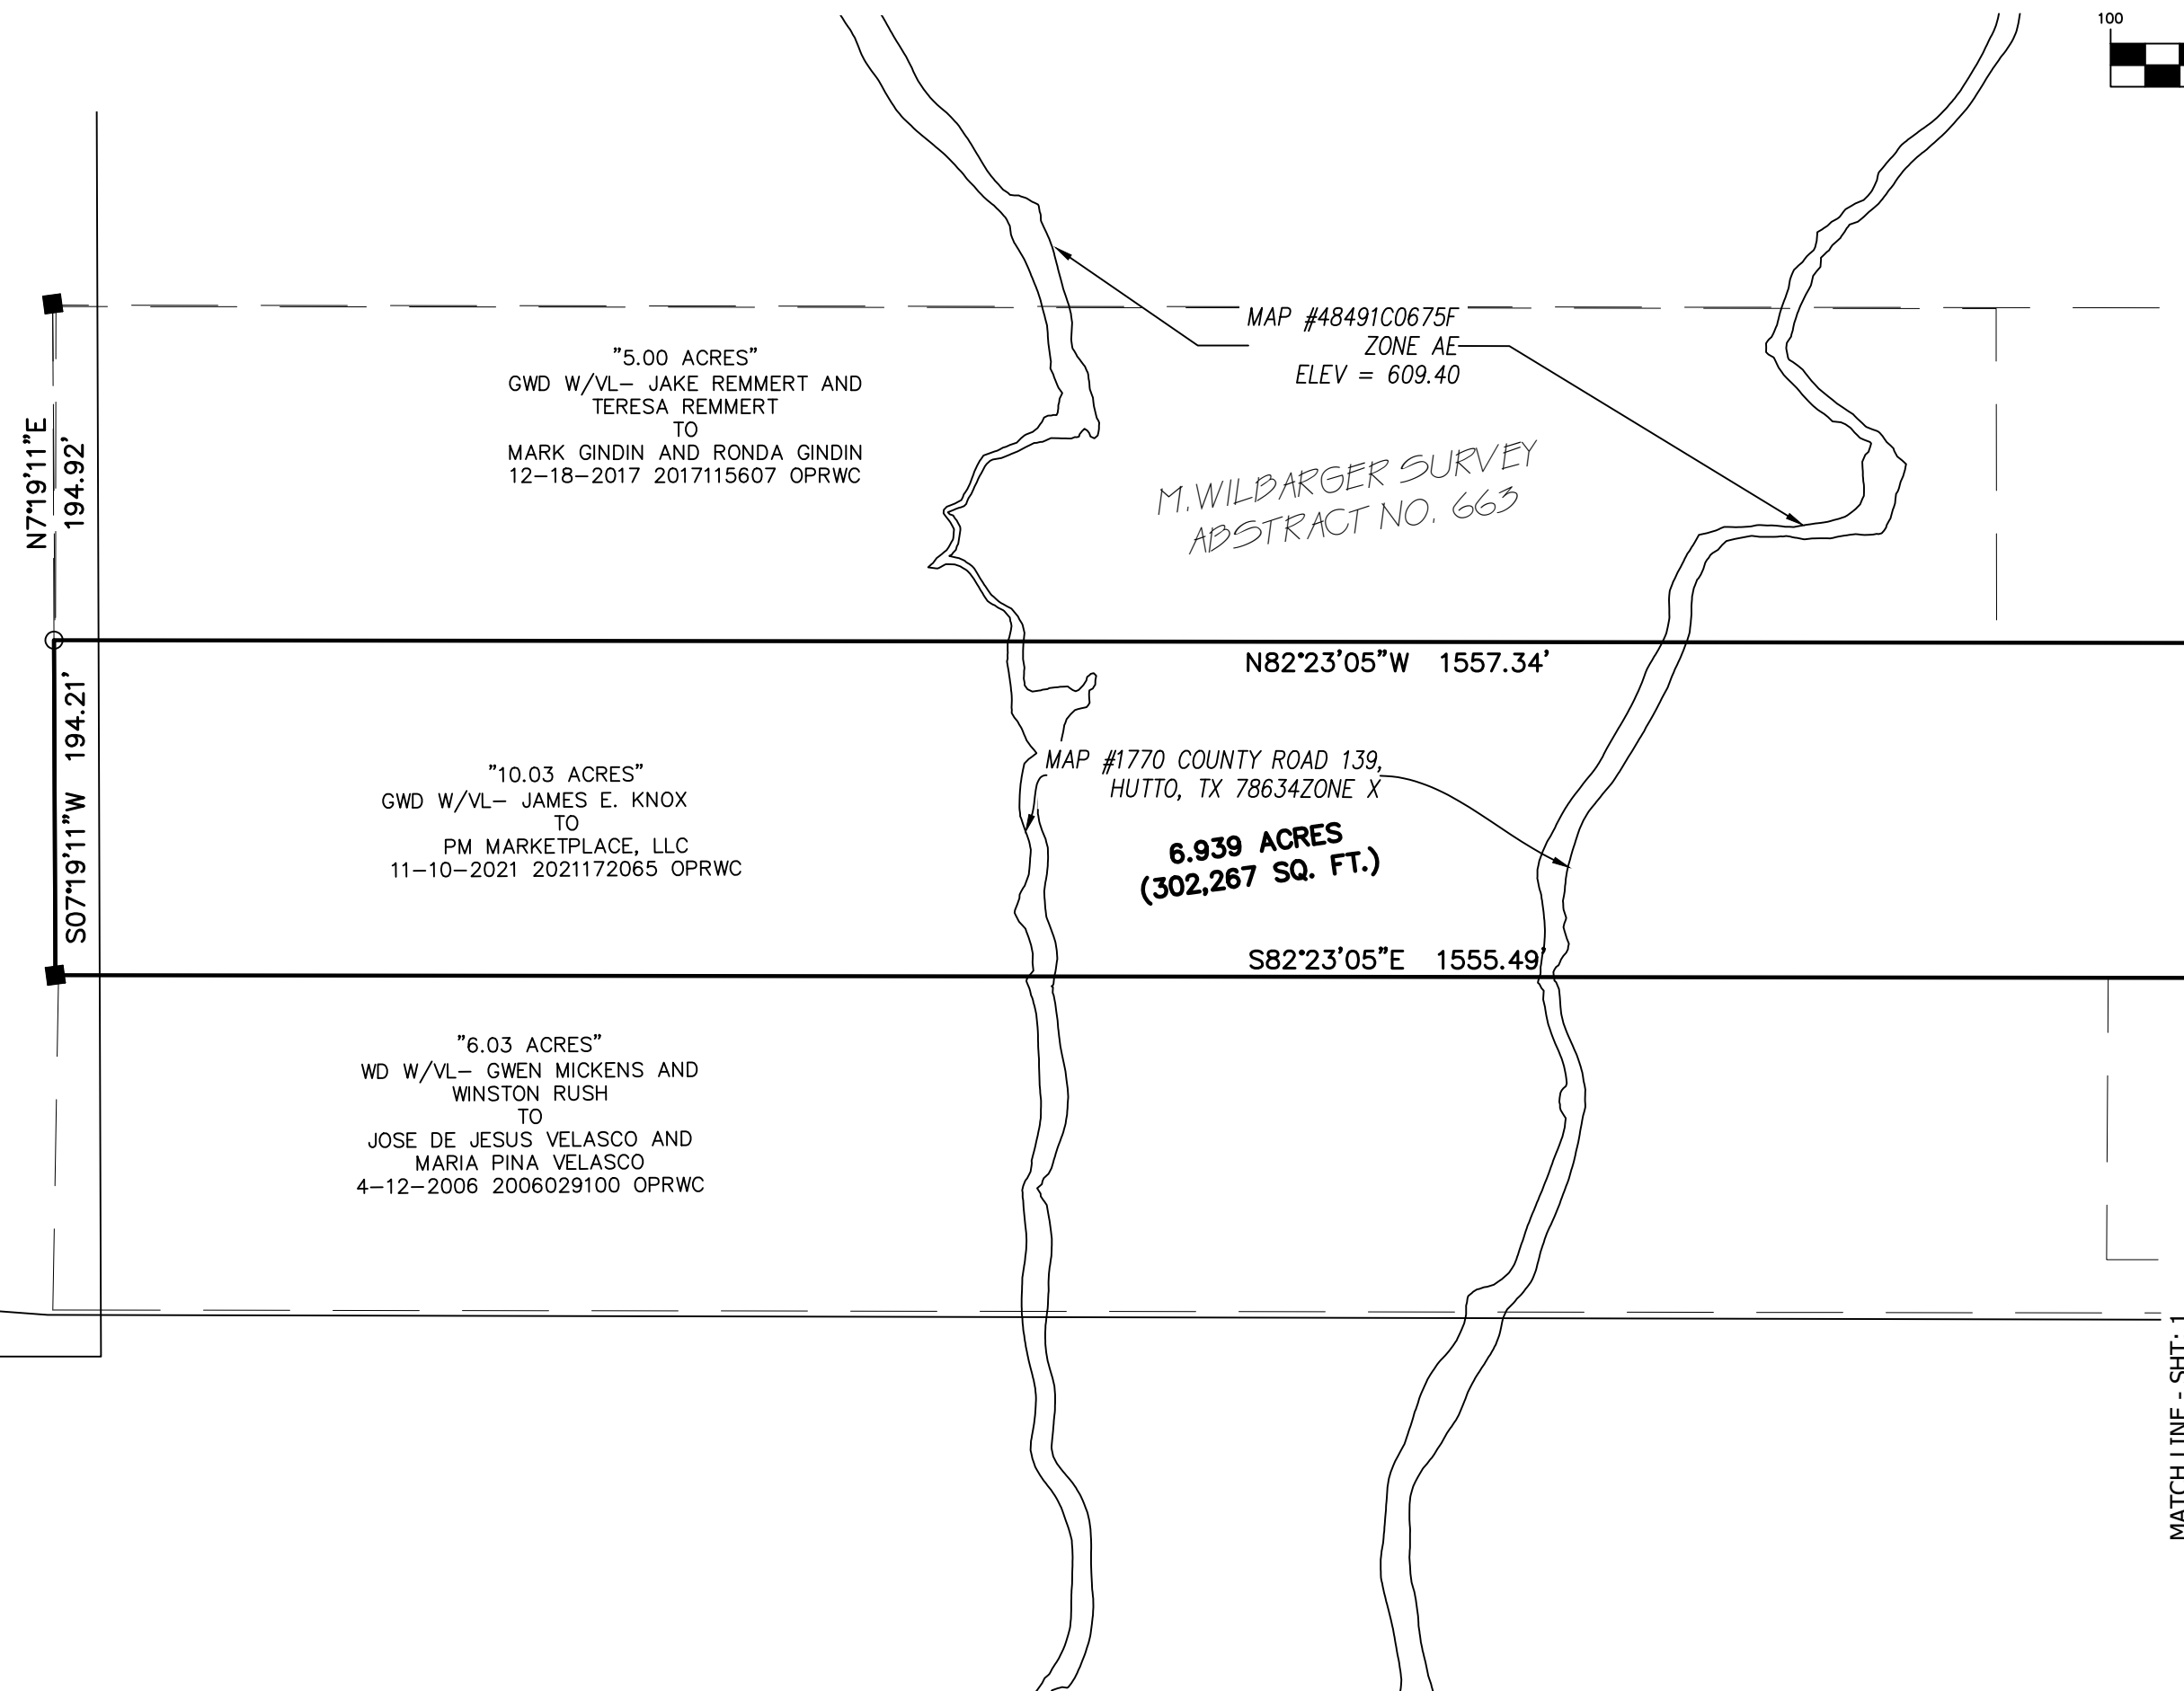 100
MAP #48491C0675F
ZONE AE
ELEV = 609.40
"5.00 ACRES"
GWD W/VL- JAKE REMMERT AND
TERESA REMMERT
TO
MARK GINDIN AND RONDA GINDIN
12-18-2017 2017115607 OPRWC
N7°19'11"E
194.92'
M.WILBARGER SURVEY
ABSTRACT NO. 663
N82°23'05"W 1557.34'
S07°19'11"W 194.21'
"10.03 ACRES"
GWD W/VL- JAMES E. KNOX
TO
PM MARKETPLACE, LLC
11-10-2021 2021172065 OPRWC
MAP #1770 COUNTY ROAD 139,
HUTTO, TX 78634ZONE X
6.939 ACRES
(302,267 SQ. FT.)
S82°23'05"E 1555.49'
"6.03 ACRES"
WD W/VL- GWEN MICKENS AND
WINSTON RUSH
TO
JOSE DE JESUS VELASCO AND
MARIA PINA VELASCO
4-12-2006 2006029100 OPRWC
MATCH LINE - SHT: 1